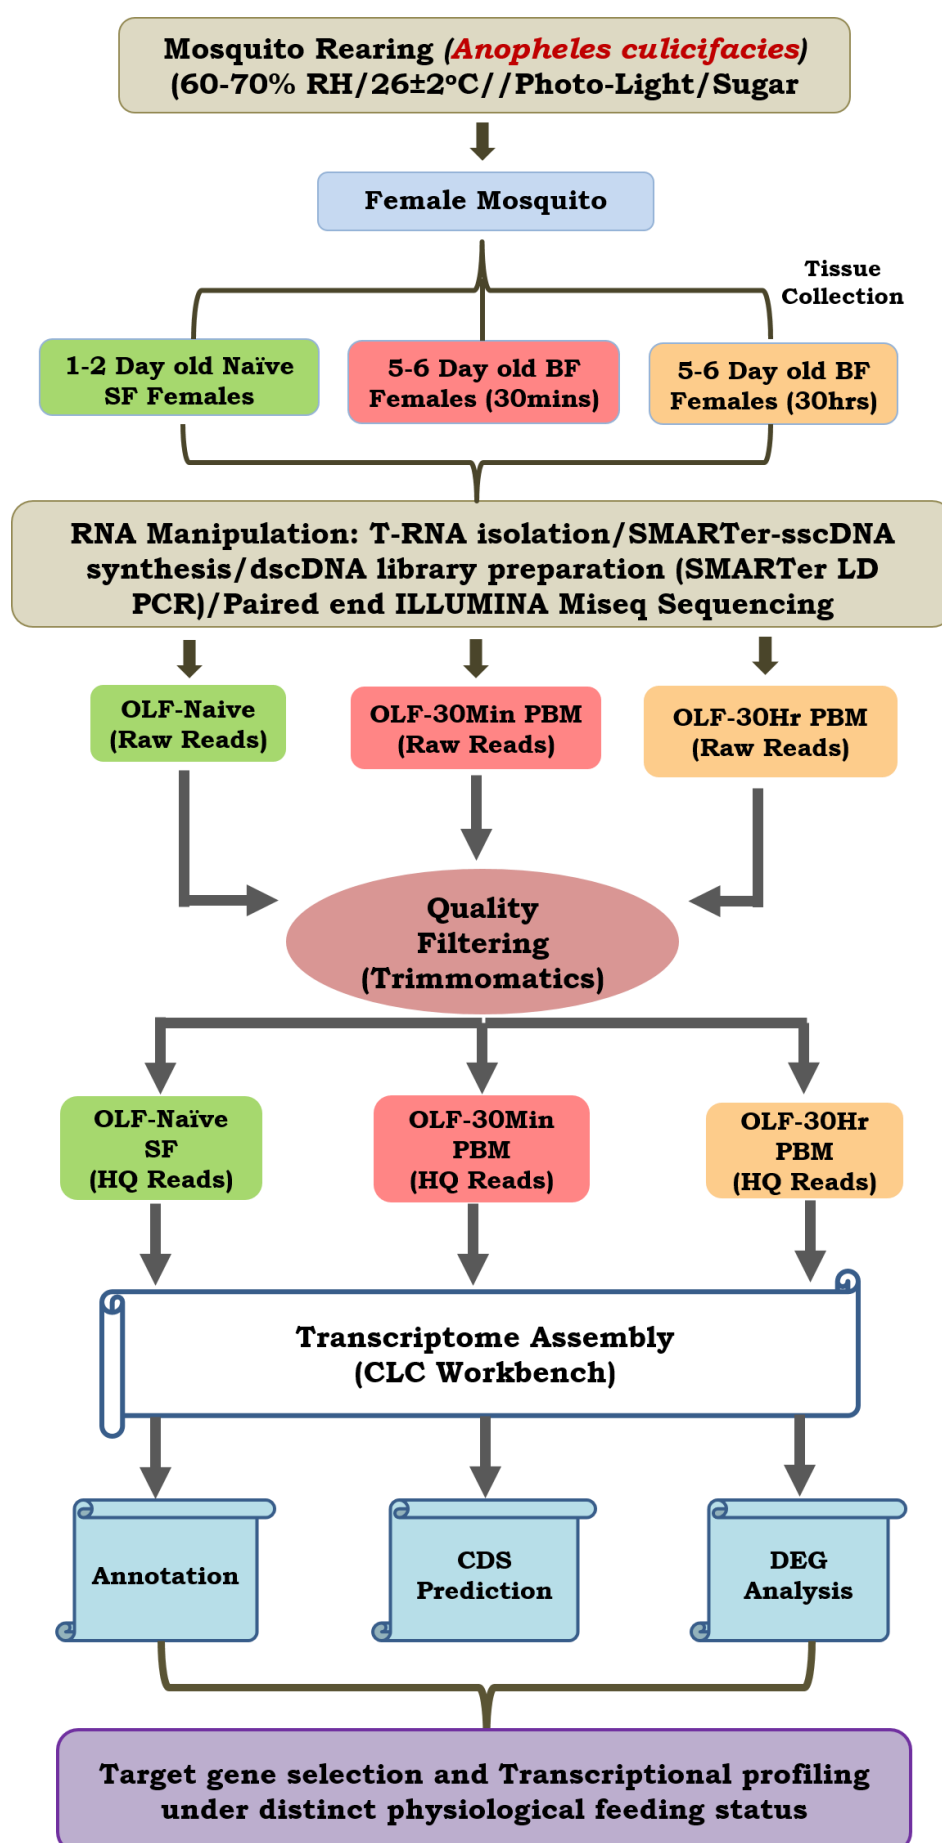 Mosquito Rearing (Anopheles culicifacies)
(60-70% RH/26±2ºC//Photo-Light/Sugar
Female Mosquito
Tissue
Collection
1-2 Day old Naïve
SF Females
5-6 Day old BF
Females (30mins)
5-6 Day old BF
Females (30hrs)
RNA Manipulation: T-RNA isolation/SMARTer-sscDNA
synthesis/dscDNA library preparation (SMARTer LD
PCR)/Paired end ILLUMINA Miseq Sequencing
OLF-Naive
(Raw Reads)
OLF-30Min PBM
(Raw Reads)
OLF-30Hr PBM
(Raw Reads)
Quality
Filtering
(Trimmomatics)
OLF-Naïve
SF
(HQ Reads)
OLF-30Min
PBM
(HQ Reads)
OLF-30Hr
PBM
(HQ Reads)
Transcriptome Assembly
(CLC Workbench)
Annotation
CDS
Prediction
DEG
Analysis
Target gene selection and Transcriptional profiling
under distinct physiological feeding status